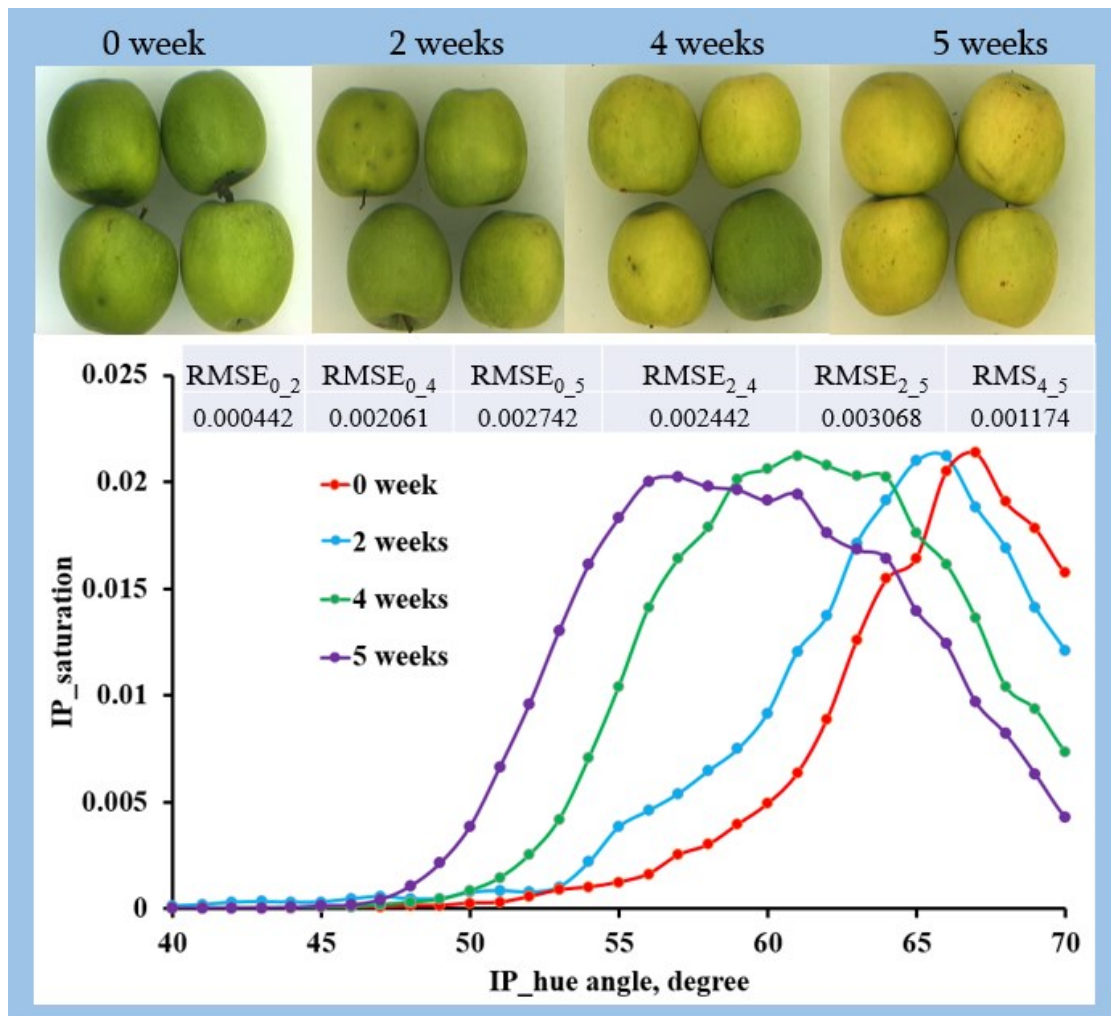 0 week 2 weeks 4 weeks 5 weeks
RMSE0_2 RMSE0_4 RMSE0_5 RMSE2_4 RMSE2_5 RMS4_5
0.000442 0.002061 0.002742 0.002442 0.003068 0.001174
0.025
0.02
0.015
0.01
0.005
0
IP_saturation
0 week
2 weeks
4 weeks
5 weeks
40 45 50 55 60 65 70
IP_hue angle, degree